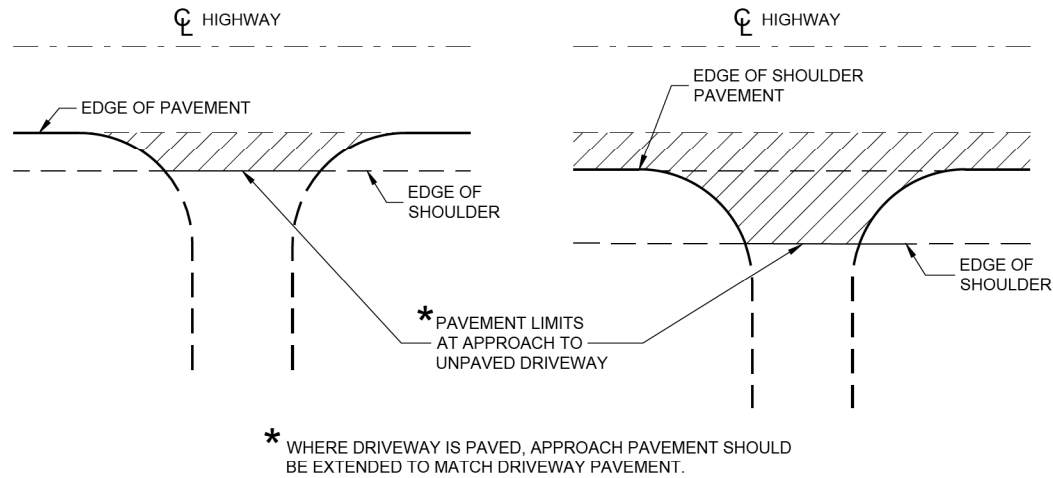 ℄ HIGHWAY
EDGE OF PAVEMENT
EDGE OF
SHOULDER
℄ HIGHWAY
EDGE OF SHOULDER
PAVEMENT
EDGE OF
SHOULDER
* PAVEMENT LIMITS
AT APPROACH TO
UNPAVED DRIVEWAY
* WHERE DRIVEWAY IS PAVED, APPROACH PAVEMENT SHOULD
BE EXTENDED TO MATCH DRIVEWAY PAVEMENT.